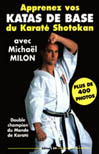 Apprenez vos
KATAS DE BASE
du Karaté Shotokan
avec
Michaël
MILON
PLUS DE
400
PHOTOS
Double
champion
du Monde
de Karaté